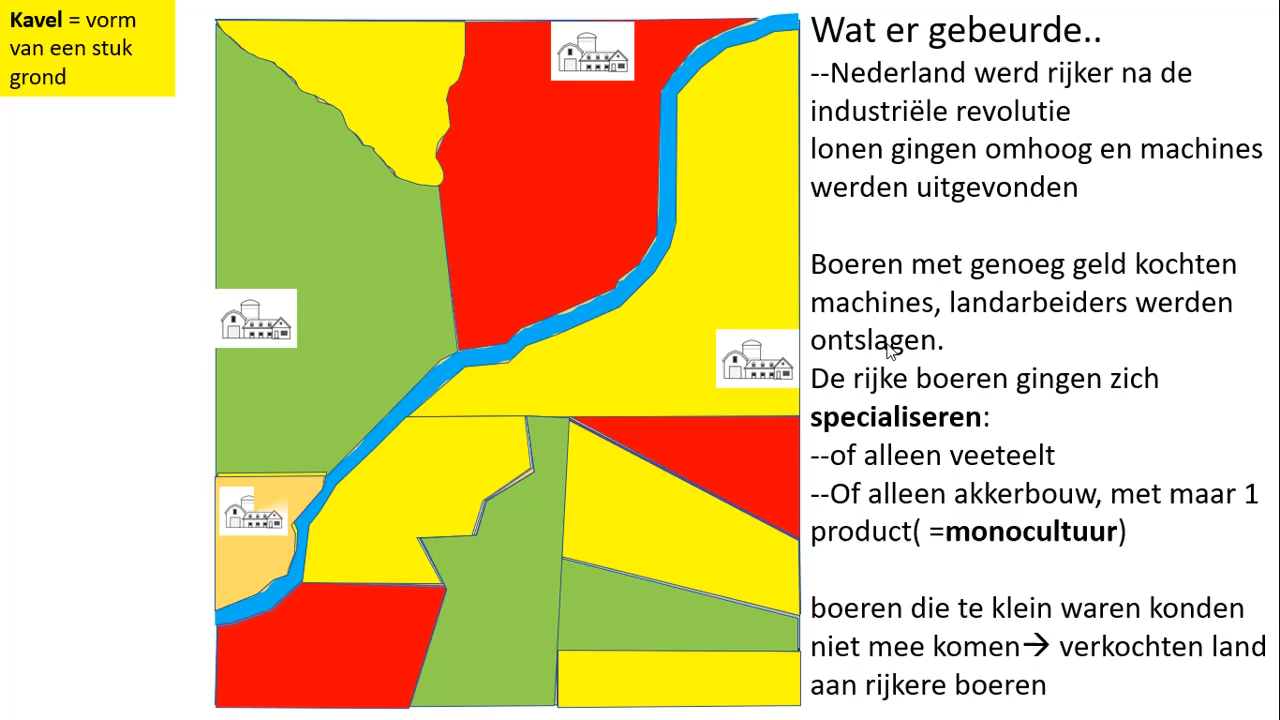 Kavel = vorm
van een stuk
grond
Wat er gebeurde..
--Nederland werd rijker na de
industriële revolutie
lonen gingen omhoog en machines
werden uitgevonden
Boeren met genoeg geld kochten
machines, landarbeiders werden
ontslagen.
De rijke boeren gingen zich
specialiseren:
--of alleen veeteelt
--Of alleen akkerbouw, met maar 1
product( =monocultuur)
boeren die te klein waren konden
niet mee komen→ verkochten land
aan rijkere boeren